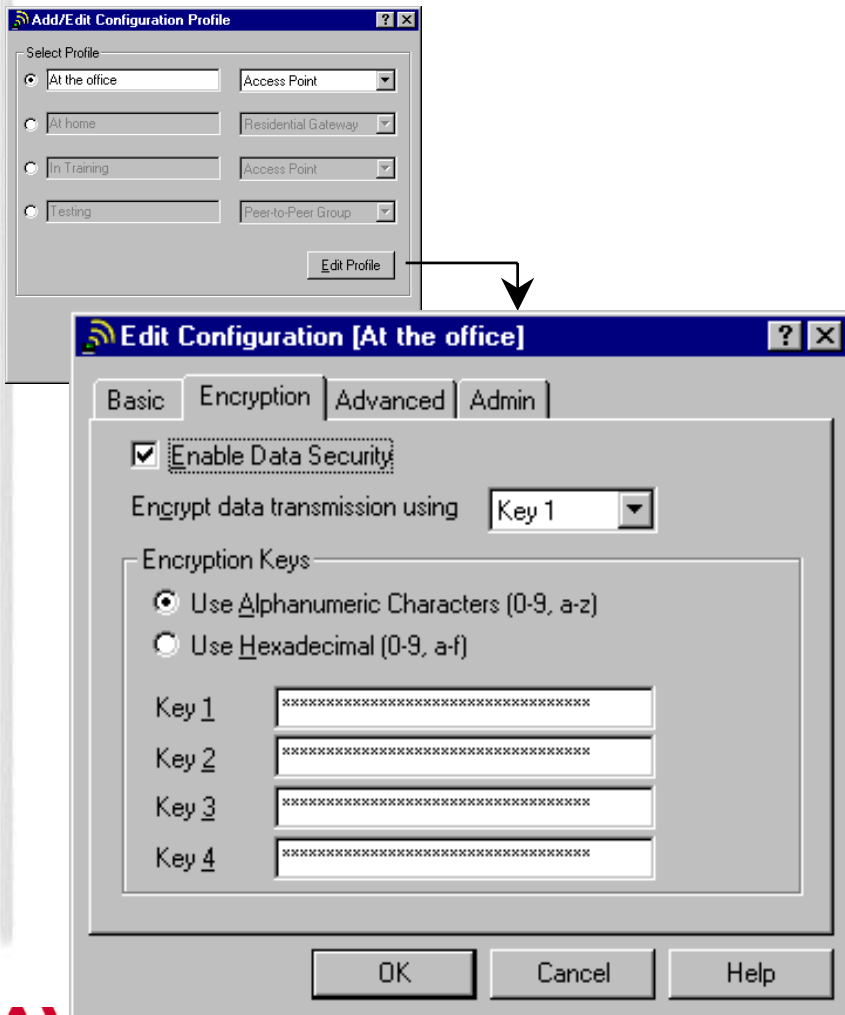 Add/Edit Configuration Profile
Select Profile
At the office Access Point
At home Residential Gateway
In Training Access Point
Testing Peer-to-Peer Group
Edit Profile
Edit Configuration [At the office]
Basic Encryption Advanced Admin
Enable Data Security
Encrypt data transmission using Key 1
Encryption Keys
Use Alphanumeric Characters (0-9, a-z)
Use Hexadecimal (0-9, a-f)
Key 1 ***********************************
Key 2 ***********************************
Key 3 ***********************************
Key 4 ***********************************
OK Cancel Help